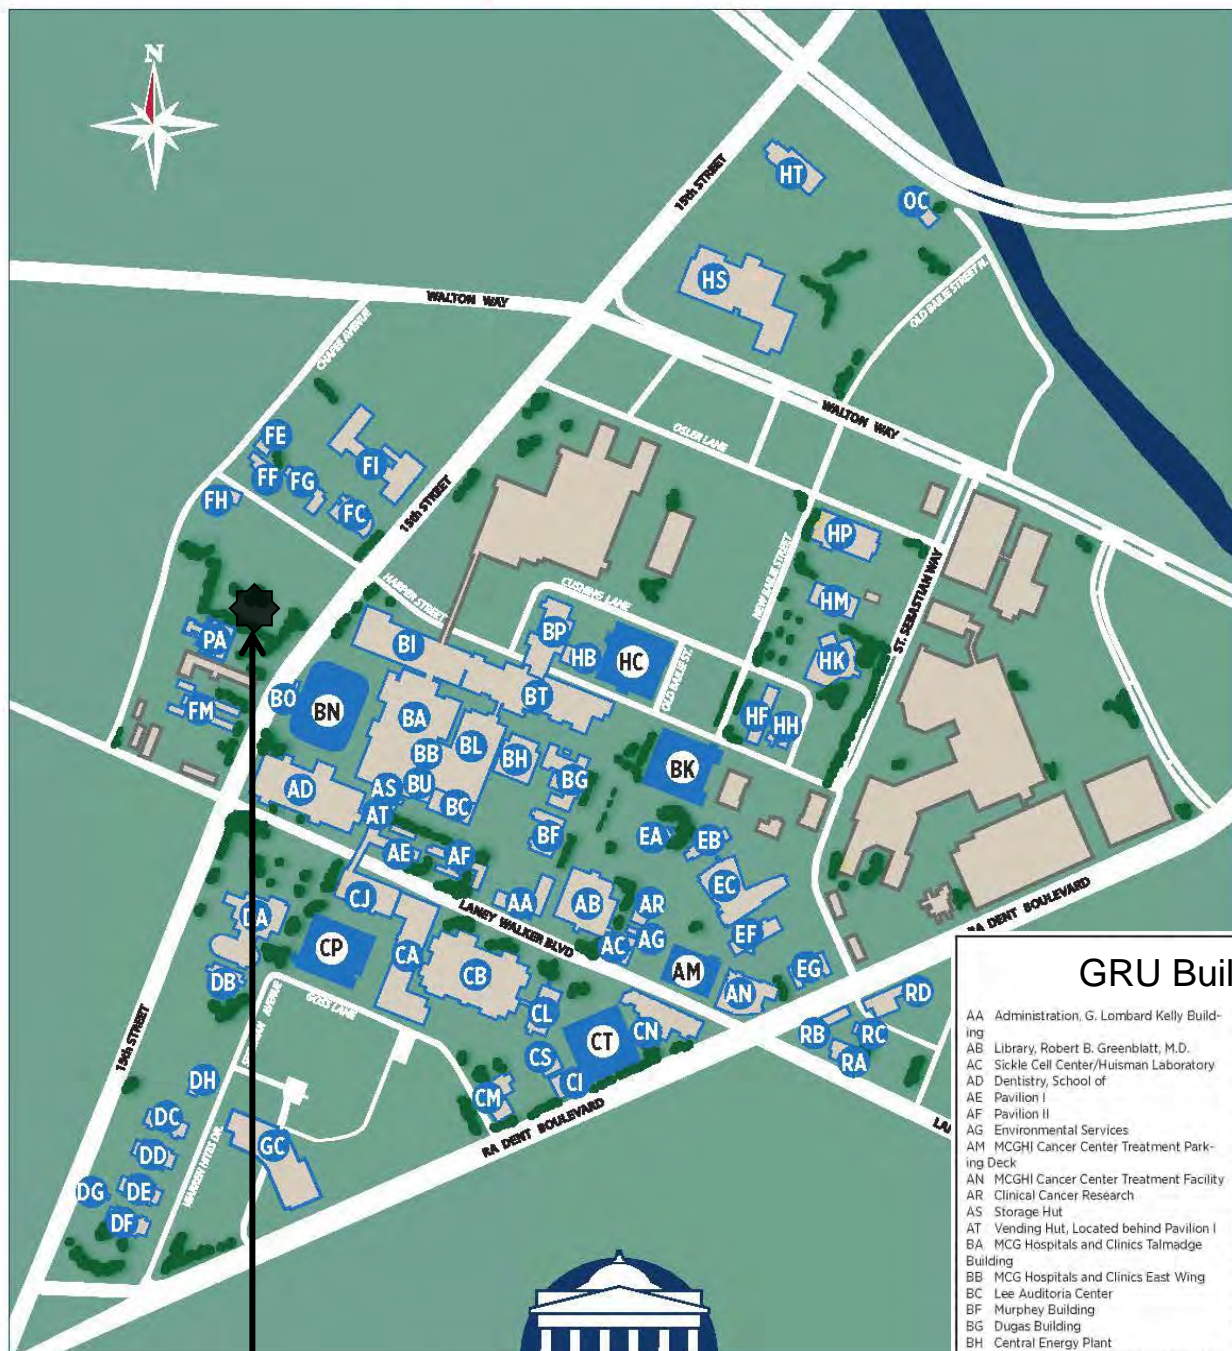 N
15th STREET
HT
OC
HS
OLD BAILIE STREET N.
WALTON WAY
CHAFEE AVENUE
WALTON WAY
OSLER LANE
FE
FI
FF
FG
FH
FC
15th STREET
HP
NEW BAILIE STREET
ST. SEBASTIAN WAY
HARPER STREET
CUSHING LANE
HM
PA
BP
BI
HB
HC
HK
OLD BAILIE ST.
BO
BN
BT
FM
BA
HF
HH
BB
BL
BH
BK
AD
AS
BU
BG
AT
BC
BF
EA
EB
AE
AF
EC
CJ
AA
AB
AR
RA DENT BOULEVARD
DA
LANEY WALKER BLVD
CP
CA
AC
AG
EF
DB
CB
AM
AN
EG
GOSS LANE
CL
CN
RD
CT
RB
RC
CS
RA
15th STREET
DH
CM
CI
DC
RA DENT BOULEVARD
GC
DD
DG
DE
DF
GRU Buil
AA Administration, G. Lombard Kelly Build-
ing
AB Library, Robert B. Greenblatt, M.D.
AC Sickle Cell Center/Huisman Laboratory
AD Dentistry, School of
AE Pavilion I
AF Pavilion II
AG Environmental Services
AM MCGHI Cancer Center Treatment Park-
ing Deck
AN MCGHI Cancer Center Treatment Facility
AR Clinical Cancer Research
AS Storage Hut
AT Vending Hut, Located behind Pavilion I
BA MCG Hospitals and Clinics Talmadge
Building
BB MCG Hospitals and Clinics East Wing
BC Lee Auditoria Center
BF Murphey Building
BG Dugas Building
BH Central Energy Plant